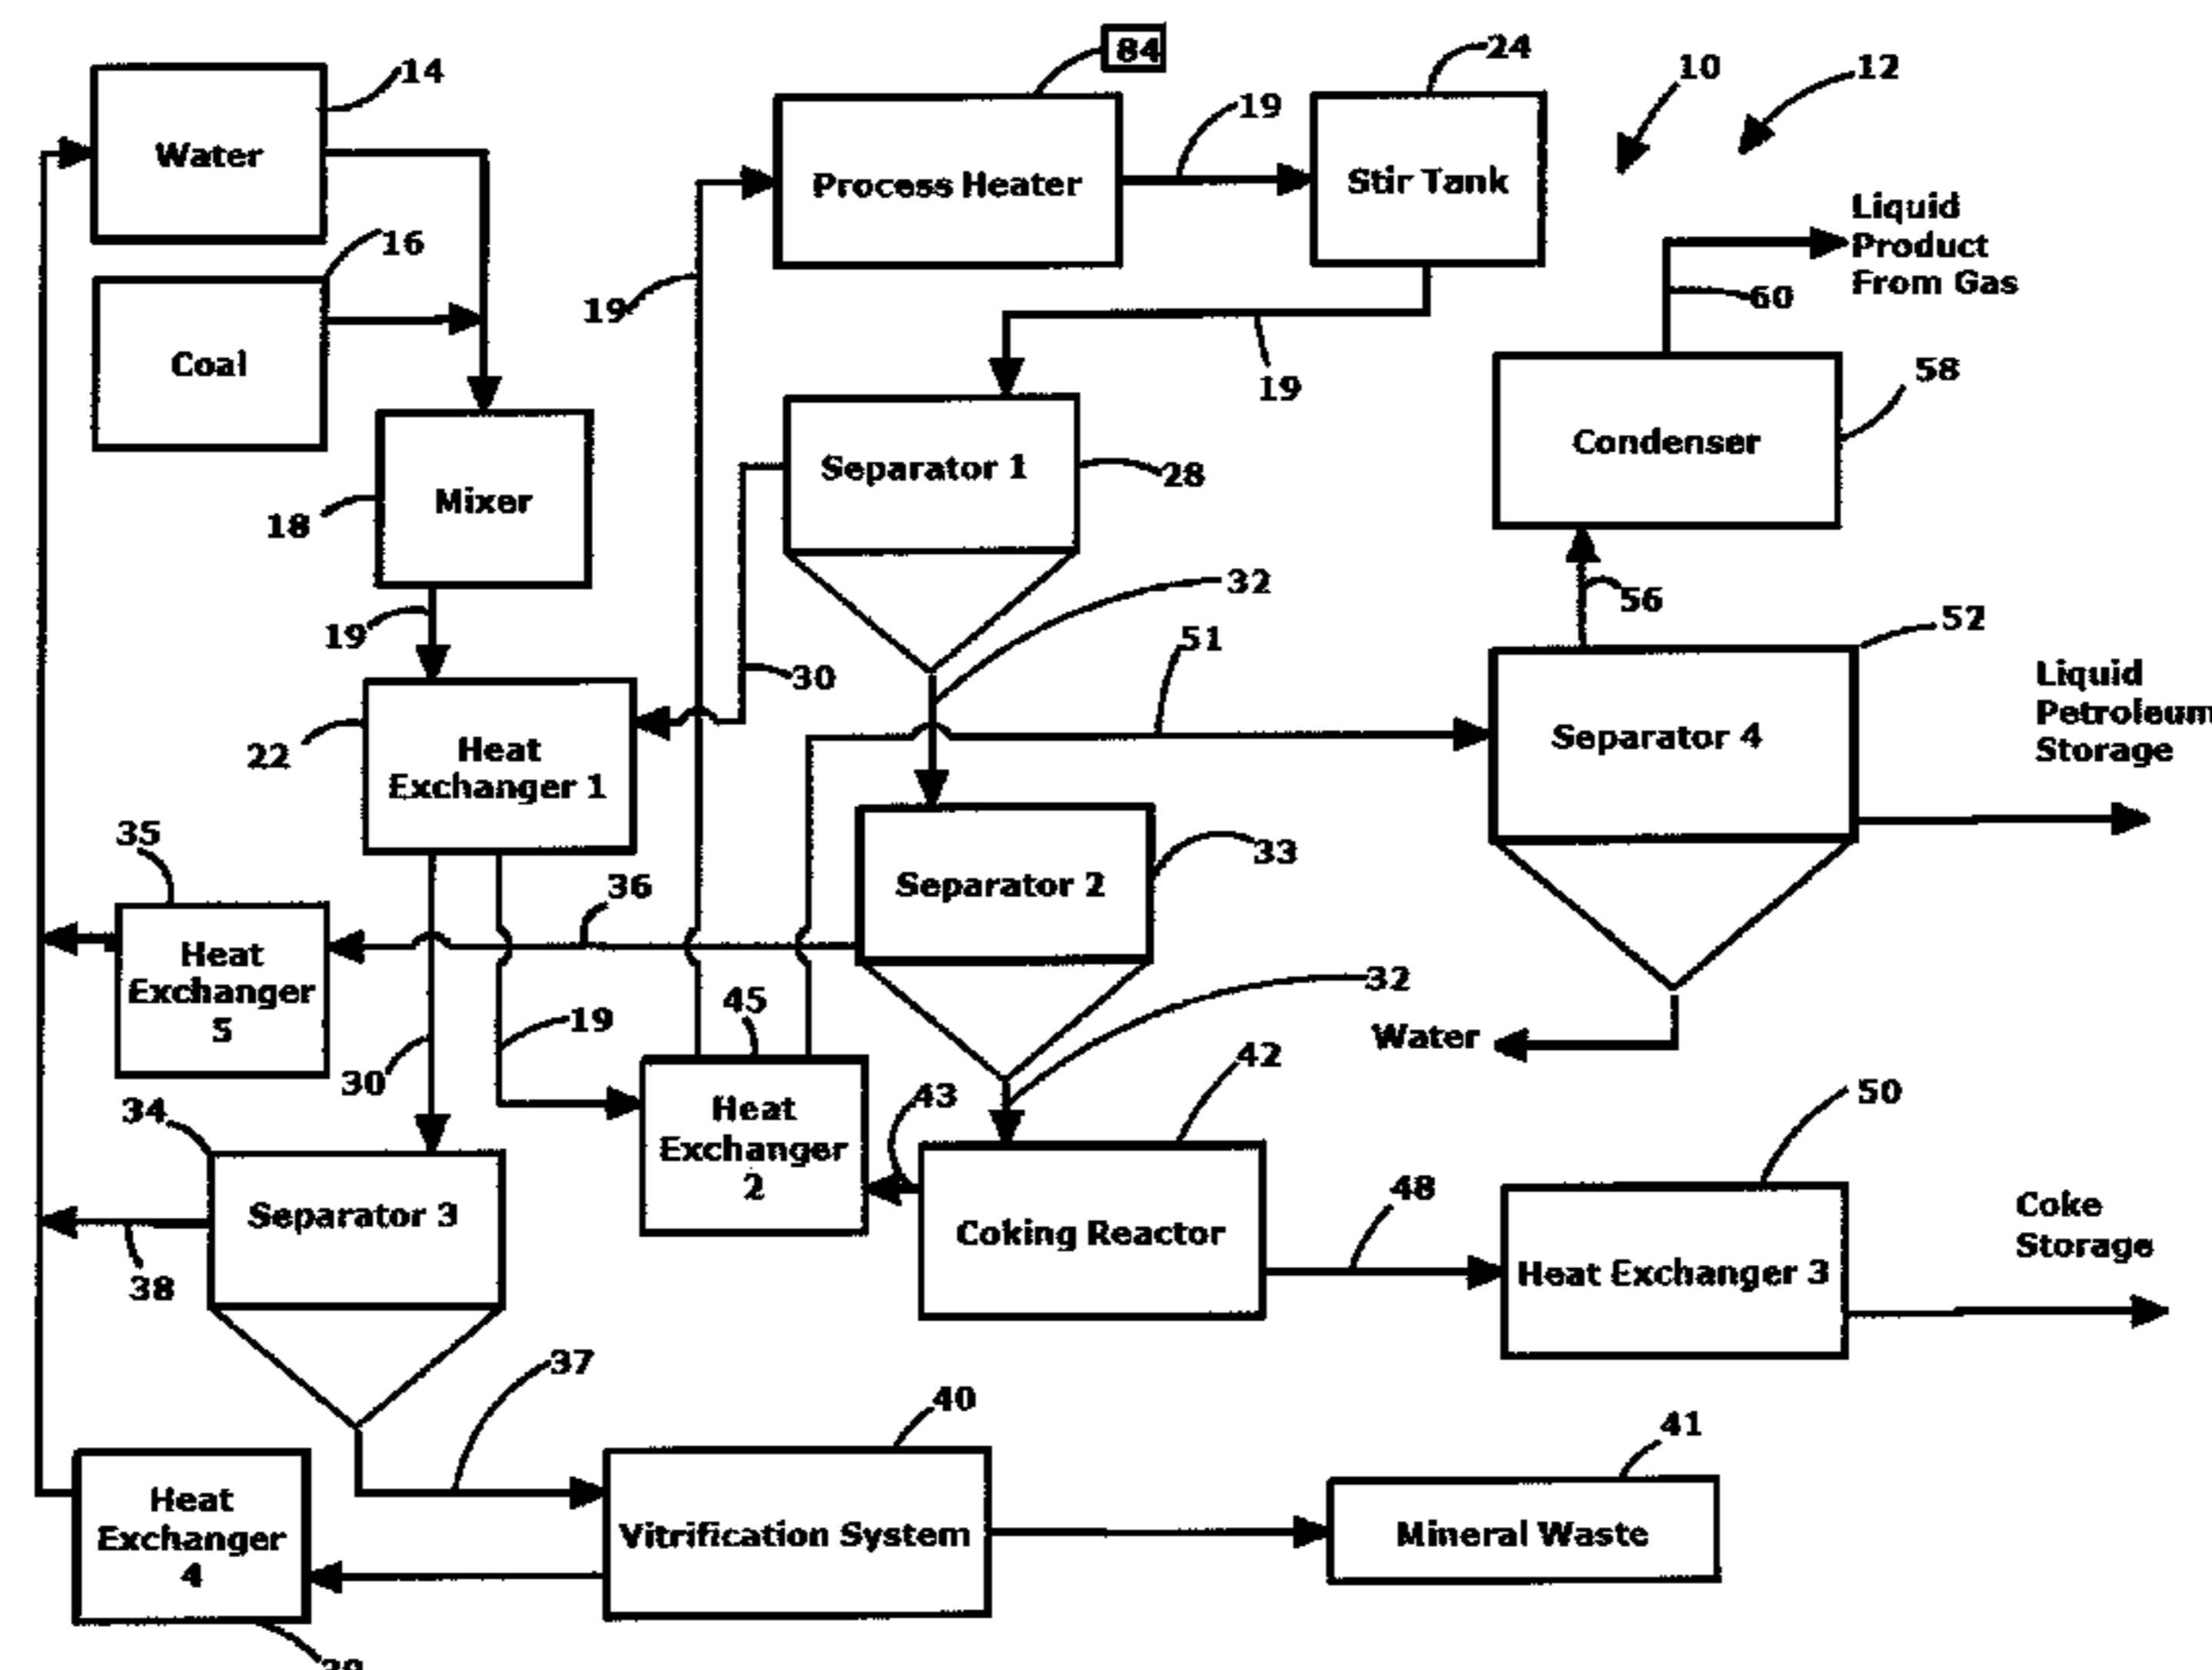 84
24
10
12
14
Water
Process Heater
19
Stir Tank
Liquid
Product
From Gas
16
19
60
Coal
19
58
Condenser
Separator 1
28
Mixer
18
32
56
19
51
52
30
Liquid
Petroleum
Storage
22
Heat
Exchanger 1
Separator 4
35
33
36
Separator 2
Heat
Exchanger
5
32
45
19
Water
42
30
43
50
34
Heat
Exchanger
2
48
Separator 3
Coking Reactor
Coke
Storage
38
Heat Exchanger 3
37
40
41
Heat
Exchanger
4
Vitrification System
Mineral Waste